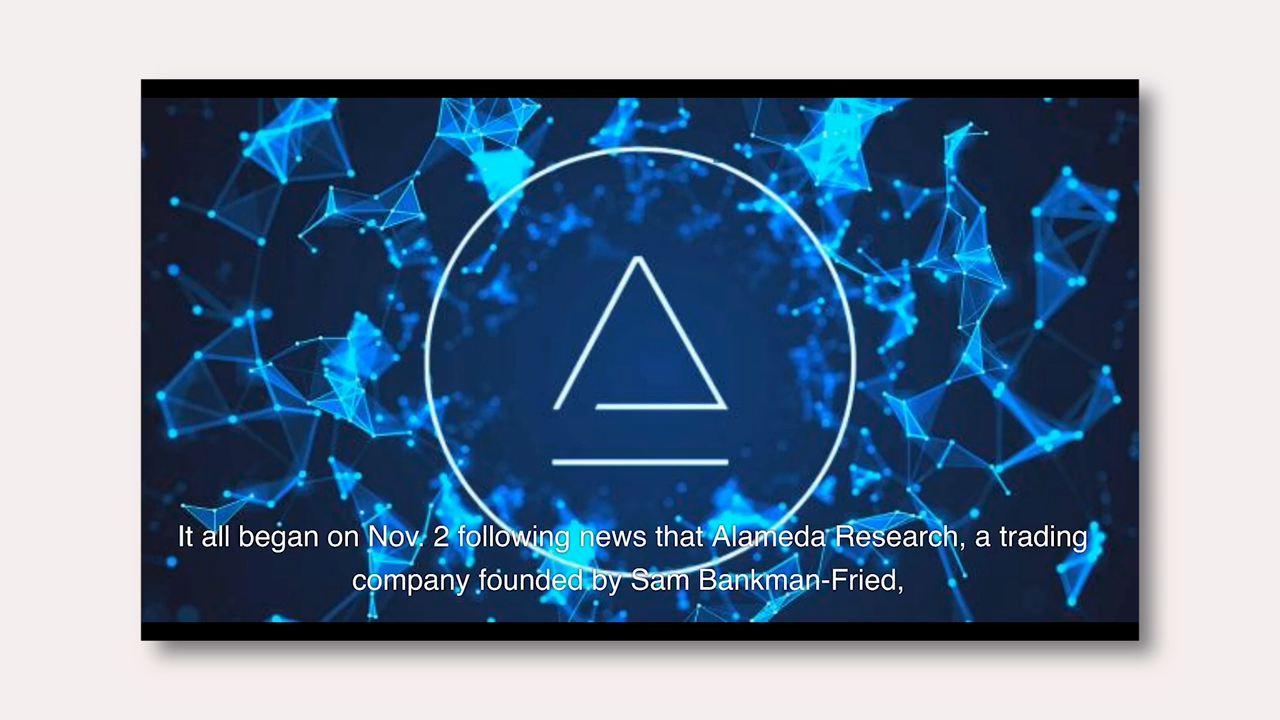 It all began on Nov. 2 following news that Alameda Research, a trading
company founded by Sam Bankman-Fried,